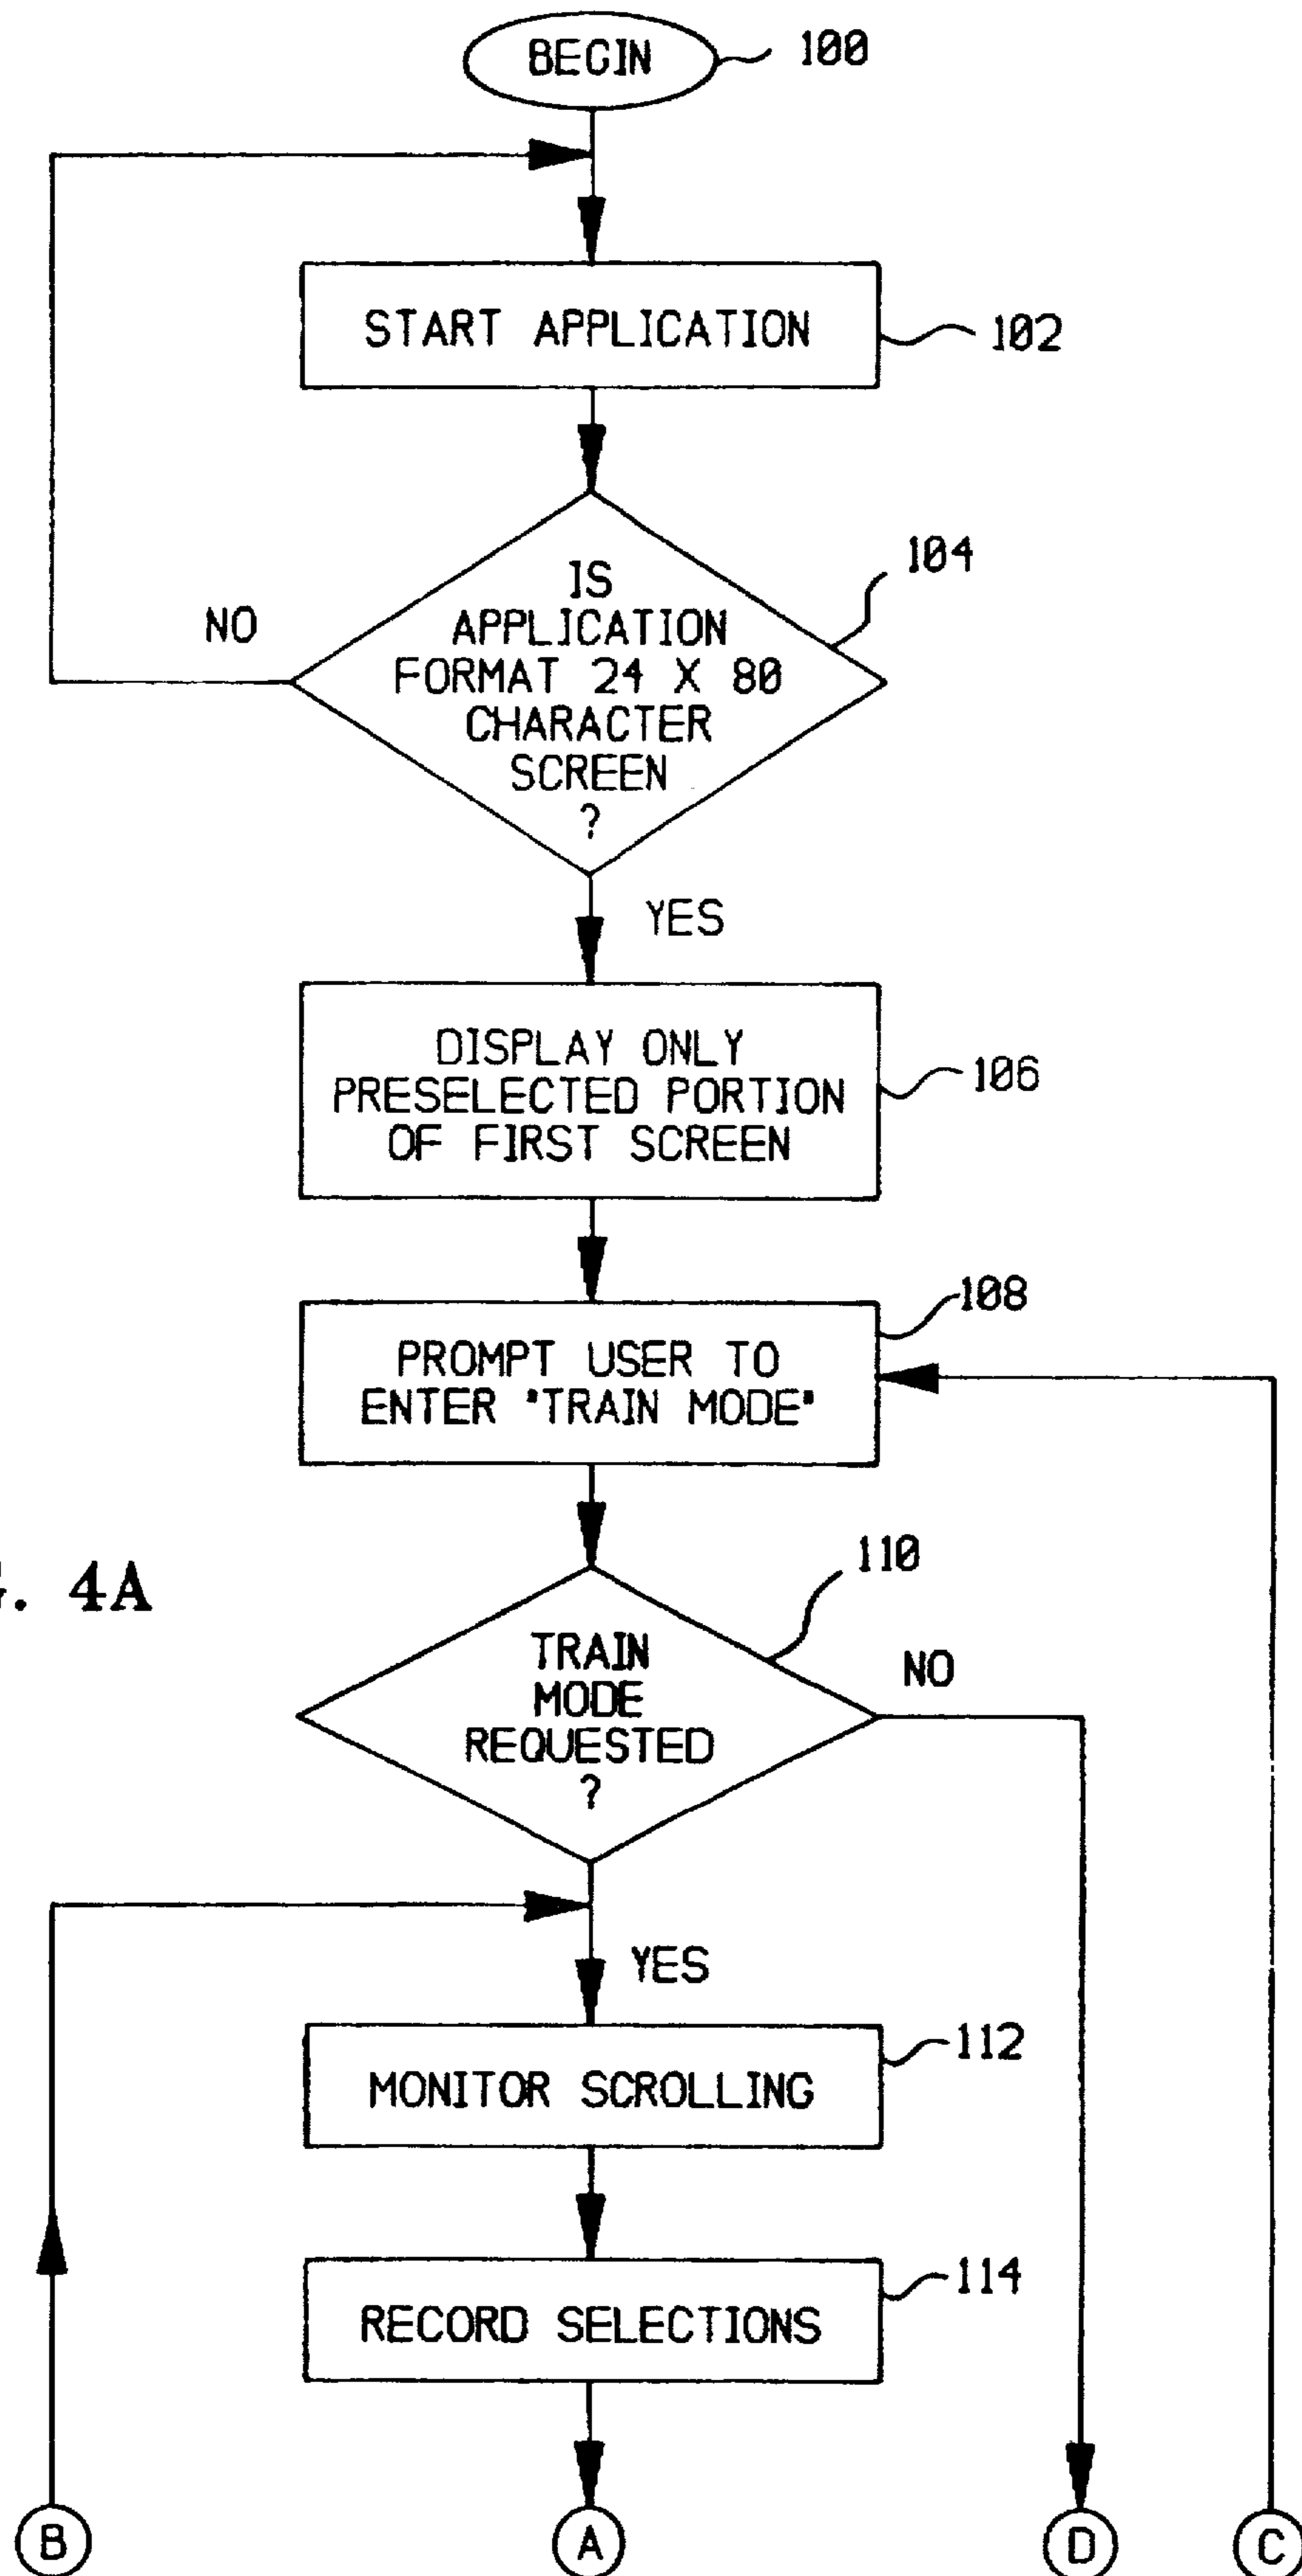 BEGIN
100
START APPLICATION
102
IS
APPLICATION
FORMAT 24 X 80
CHARACTER
SCREEN
?
104
NO
YES
DISPLAY ONLY
PRESELECTED PORTION
OF FIRST SCREEN
106
PROMPT USER TO
ENTER "TRAIN MODE"
108
. 4A
TRAIN
MODE
REQUESTED
?
110
NO
YES
MONITOR SCROLLING
112
RECORD SELECTIONS
114
B
A
D
C